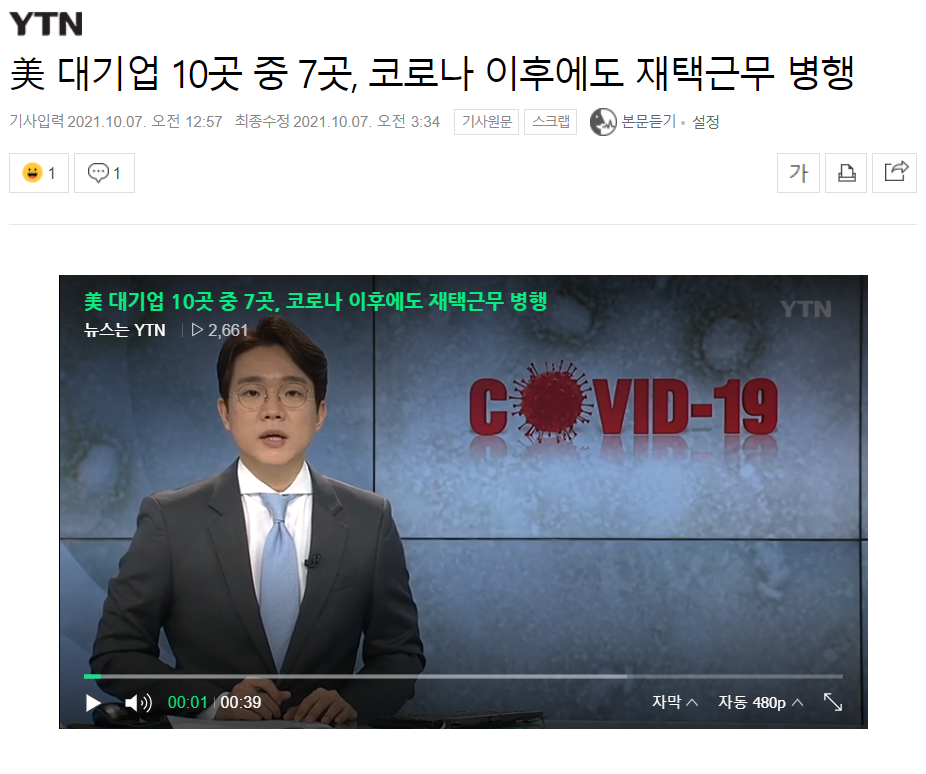 YTN
美 대기업 10곳 중 7곳, 코로나 이후에도 재택근무 병행
기사입력 2021.10.07. 오전 12:57 최종수정 2021.10.07. 오전 3:34 기사원문 스크랩 본문듣기 · 설정
1 1 가
美 대기업 10곳 중 7곳, 코로나 이후에도 재택근무 병행
뉴스는 YTN 2,661
YTN
COVID-19
00:01 00:39 자막 자동 480p